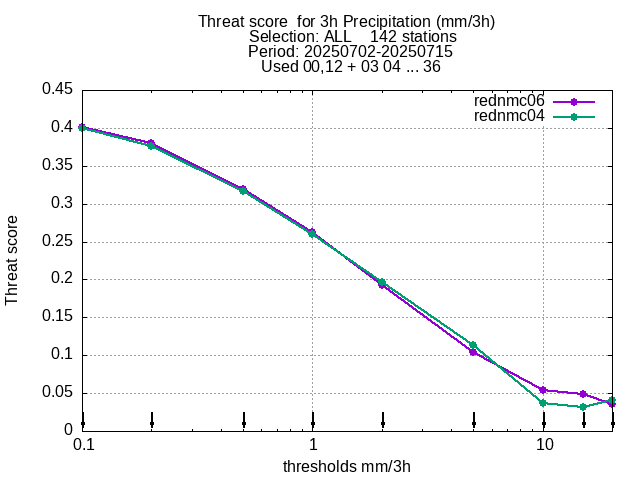 Threat score  for 3h Precipitation (mm/3h)
Selection: ALL    142 stations
Period: 20250702-20250715
Used 00,12 + 03 04 ... 36
rednmc06
rednmc04
0.45
0.4
0.35
0.3
0.25
0.2
0.15
0.1
0.05
0
Threat score
0.1 1 10
thresholds mm/3h